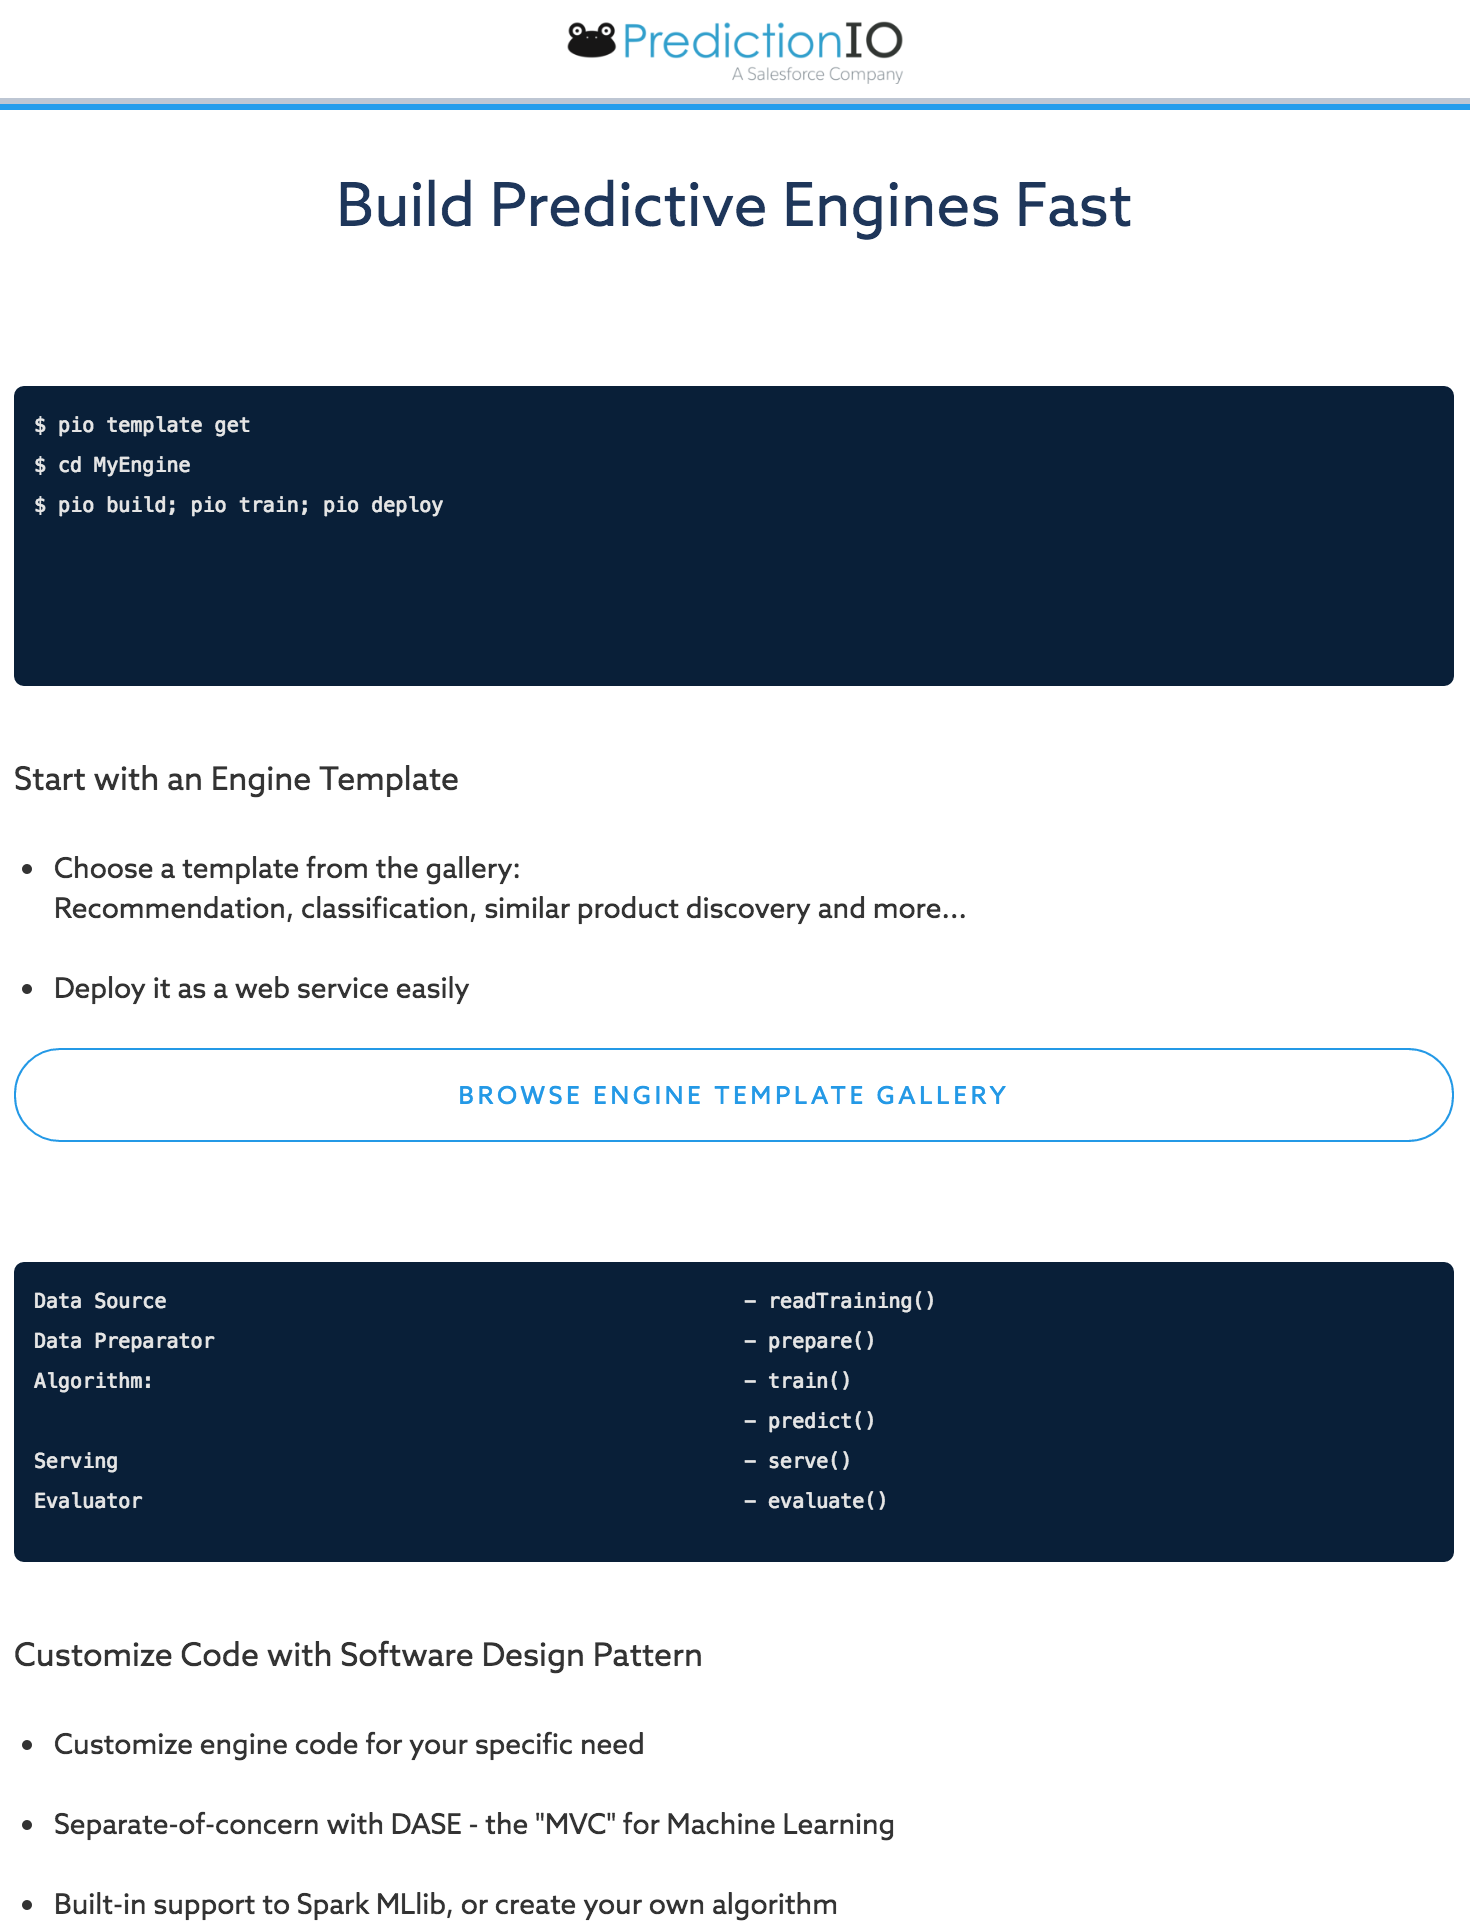 PredictionIO
A Salesforce Company
Build Predictive Engines Fast
$ pio template get
$ cd MyEngine
$ pio build; pio train; pio deploy
Start with an Engine Template
• Choose a template from the gallery:
Recommendation, classification, similar product discovery and more...
• Deploy it as a web service easily
BROWSE ENGINE TEMPLATE GALLERY
Data Source – readTraining()
Data Preparator – prepare()
Algorithm: – train()
– predict()
Serving – serve()
Evaluator – evaluate()
Customize Code with Software Design Pattern
• Customize engine code for your specific need
• Separate-of-concern with DASE - the "MVC" for Machine Learning
• Built-in support to Spark MLlib, or create your own algorithm